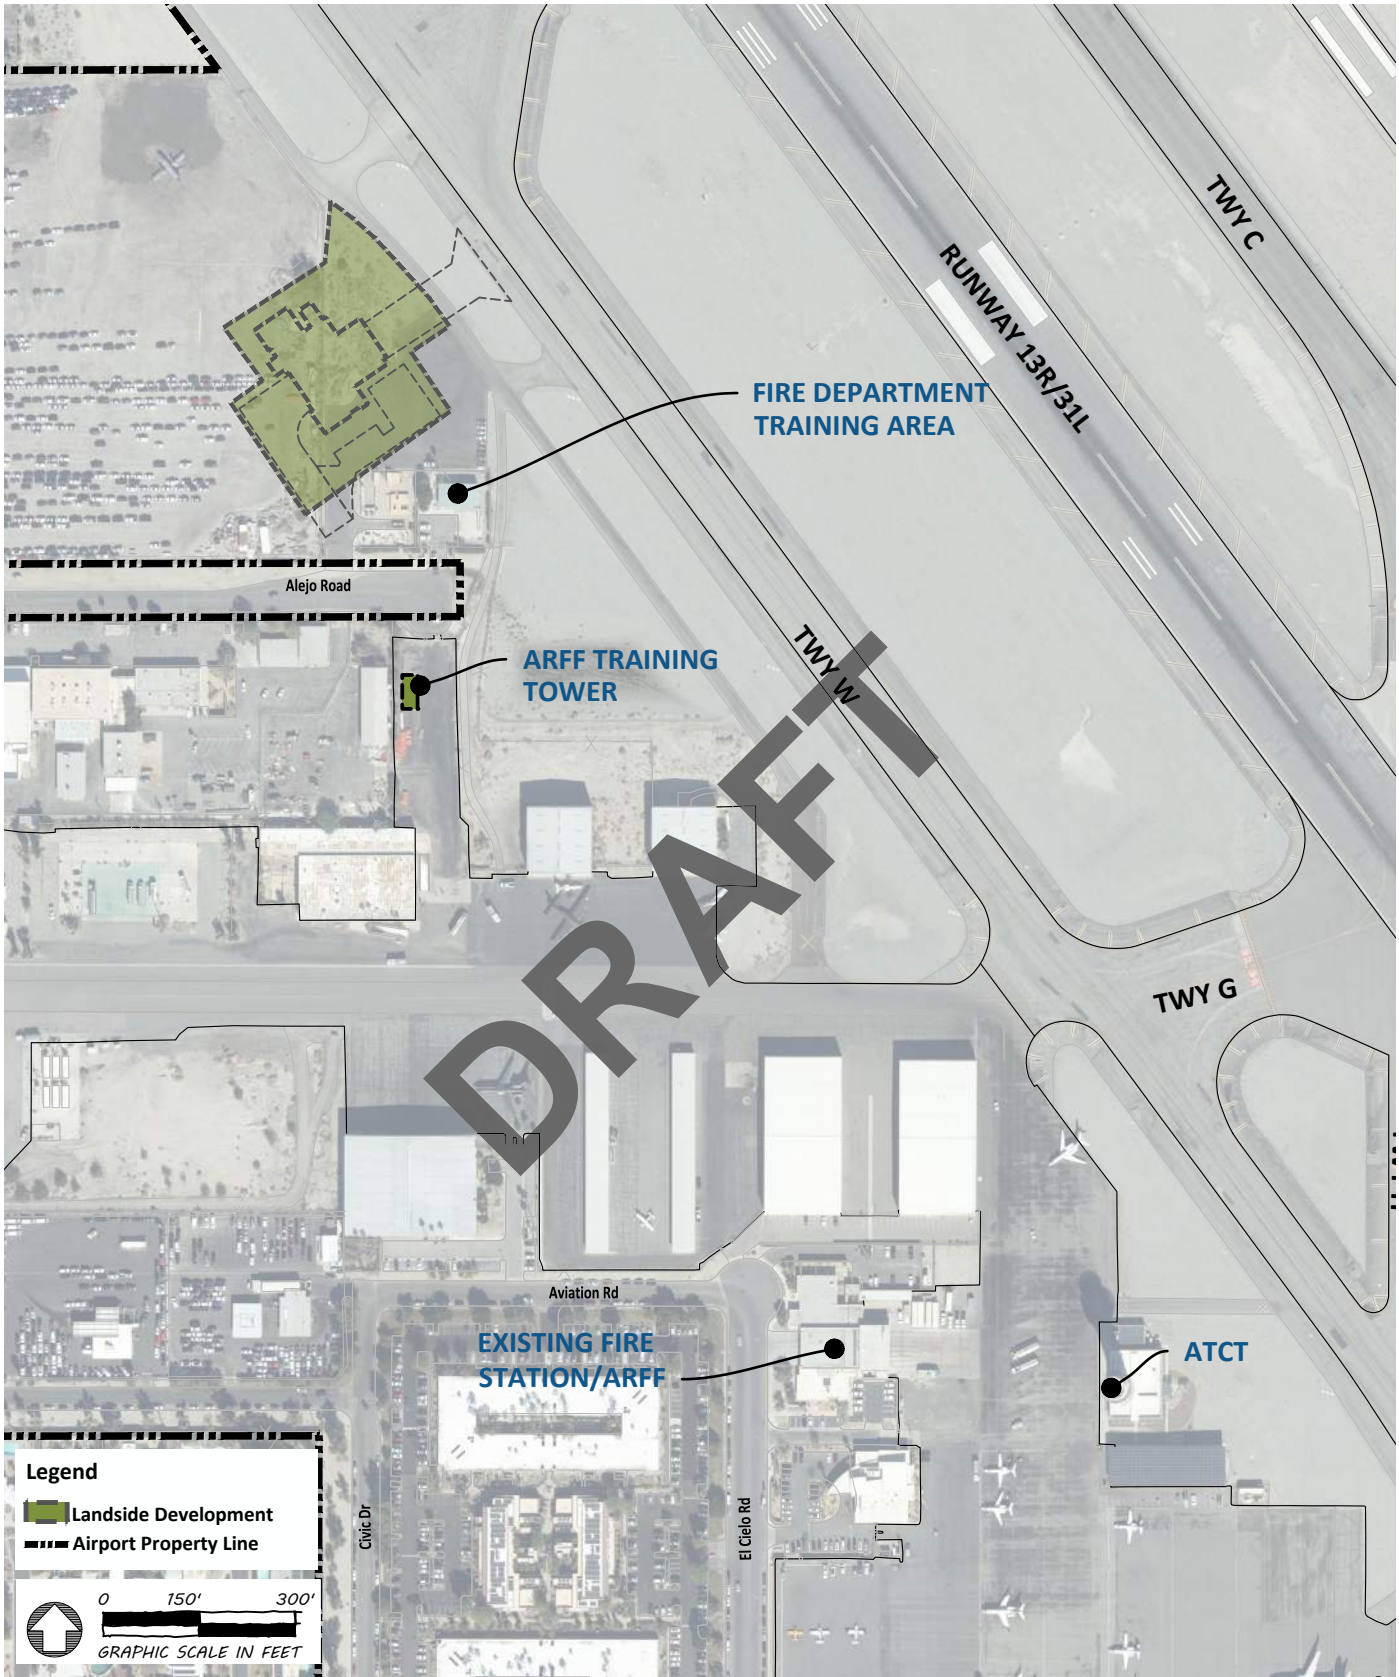 TWY C
RUNWAY 13R/31L
FIRE DEPARTMENT
TRAINING AREA
Alejo Road
TWY W
ARFF TRAINING
TOWER
DRAFT
TWY G
Aviation Rd
EXISTING FIRE
STATION/ARFF
ATCT
Civic Dr
El Cielo Rd
Legend
Landside Development
Airport Property Line
0 150' 300'
GRAPHIC SCALE IN FEET